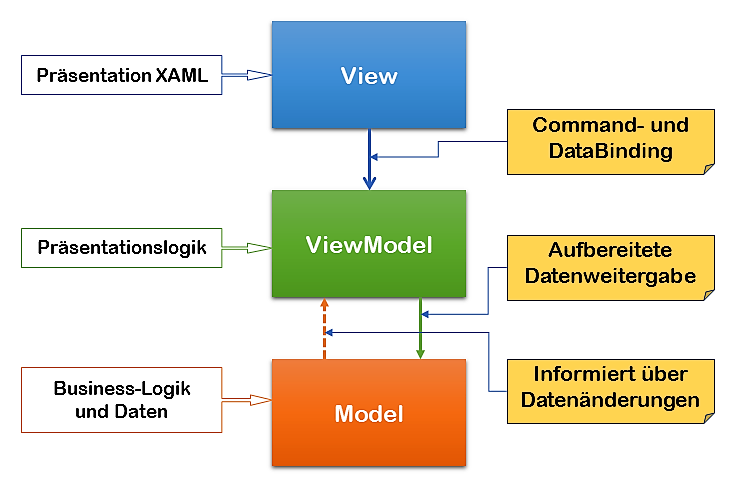 Präsentation XAML
View
Command- und
DataBinding
Präsentationslogik
ViewModel
Aufbereitete
Datenweitergabe
Business-Logik
und Daten
Model
Informiert über
Datenänderungen